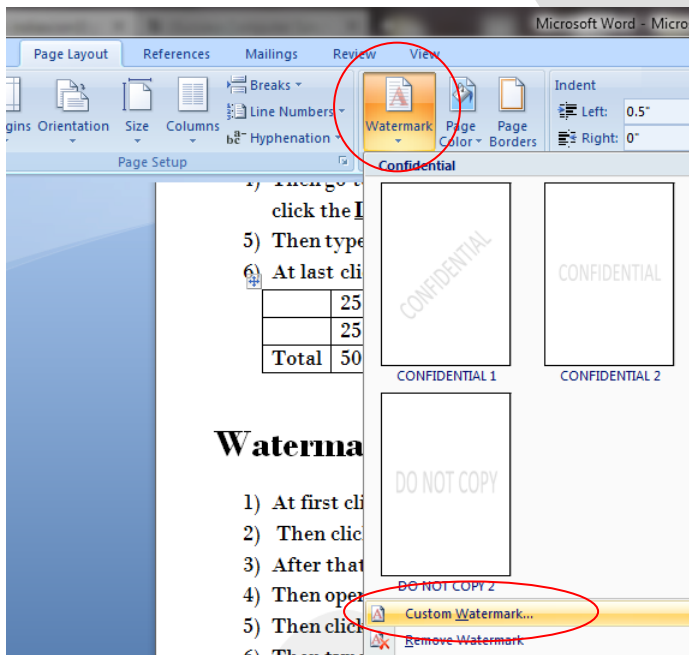 Microsoft Word - Micro
Page Layout References Mailings Review View
gins Orientation Size Columns
Breaks
Line Numbers
Hyphenation
Page Setup
Watermark
Page Color
Page Borders
Indent
Left: 0.5"
Right: 0"
Confidential
CONFIDENTIAL
CONFIDENTIAL
CONFIDENTIAL 1 CONFIDENTIAL 2
DO NOT COPY
DO NOT COPY 2
Custom Watermark...
Remove Watermark
click the
5) Then type
6) At last cli
25
25
Total 50
Waterma
1) At first cli
2) Then clic
3) After that
4) Then oper
5) Then click